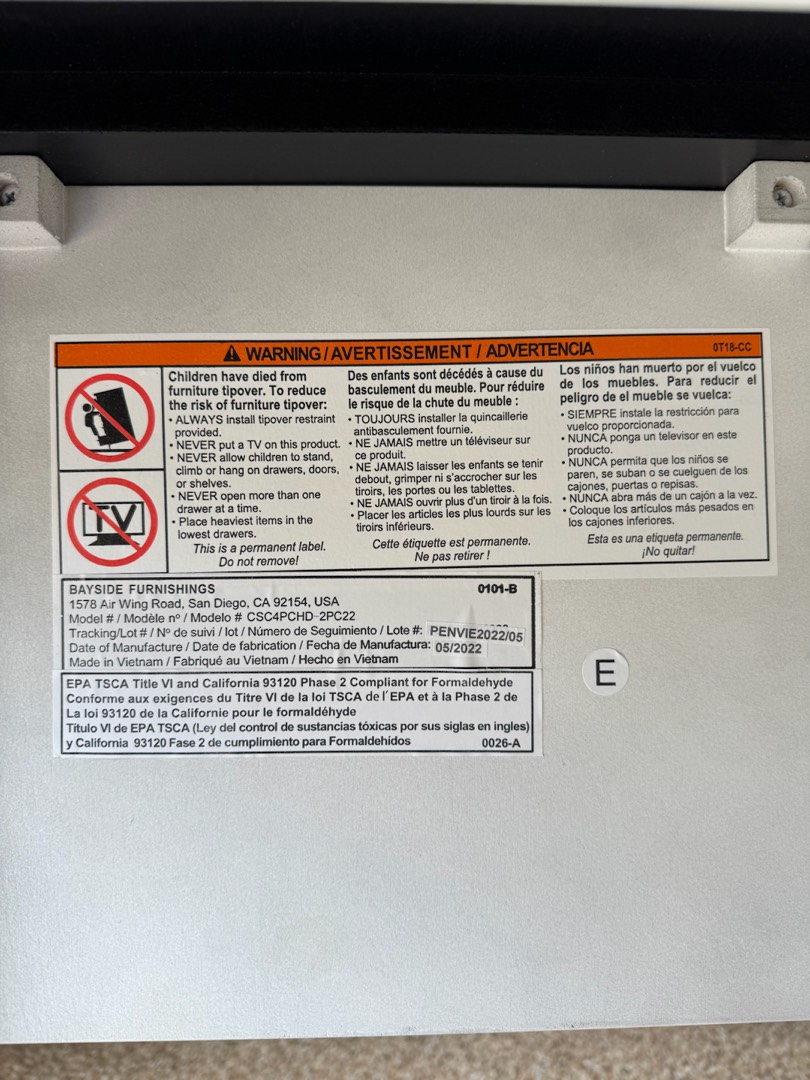 WARNING / AVERTISSEMENT / ADVERTENCIA
0T18-CC
Children have died from
furniture tipover. To reduce
the risk of furniture tipover:
• ALWAYS install tipover restraint
provided.
• NEVER put a TV on this product.
• NEVER allow children to stand,
climb or hang on drawers, doors,
or shelves.
• NEVER open more than one
drawer at a time.
• Place heaviest items in the
lowest drawers.
This is a permanent label.
Do not remove!
Des enfants sont décédés à cause du
basculement du meuble. Pour réduire
le risque de la chute du meuble :
• TOUJOURS installer la quincaillerie
antibasculement fournie.
• NE JAMAIS mettre un téléviseur sur
ce produit.
• NE JAMAIS laisser les enfants se tenir
debout, grimper ni s'accrocher sur les
tiroirs, les portes ou les tablettes.
• NE JAMAIS ouvrir plus d'un tiroir à la fois.
• Placer les articles les plus lourds sur les
tiroirs inférieurs.
Cette étiquette est permanente.
Ne pas retirer !
Los niños han muerto por el vuelco
de los muebles. Para reducir el
peligro de el mueble se vuelca:
• SIEMPRE instale la restricción para
vuelco proporcionada.
• NUNCA ponga un televisor en este
producto.
• NUNCA permita que los niños se
paren, se suban o se cuelguen de los
cajones, puertas o repisas.
• NUNCA abra más de un cajón a la vez.
• Coloque los artículos más pesados en
los cajones inferiores.
Esta es una etiqueta permanente.
¡No quitar!
TV
BAYSIDE FURNISHINGS 0101-B
1578 Air Wing Road, San Diego, CA 92154, USA
Model # / Modèle nº / Modelo # CSC4PCHD-2PC22
Tracking/Lot # / Nº de suivi / lot / Número de Seguimiento / Lote #: PENVIE2022/05
Date of Manufacture / Date de fabrication / Fecha de Manufactura: 05/2022
Made in Vietnam / Fabriqué au Vietnam / Hecho en Vietnam
E
EPA TSCA Title VI and California 93120 Phase 2 Compliant for Formaldehyde
Conforme aux exigences du Titre VI de la loi TSCA de l'EPA et à la Phase 2 de
La loi 93120 de la Californie pour le formaldéhyde
Título VI de EPA TSCA (Ley del control de sustancias tóxicas por sus siglas en ingles)
y California 93120 Fase 2 de cumplimiento para Formaldehídos 0026-A